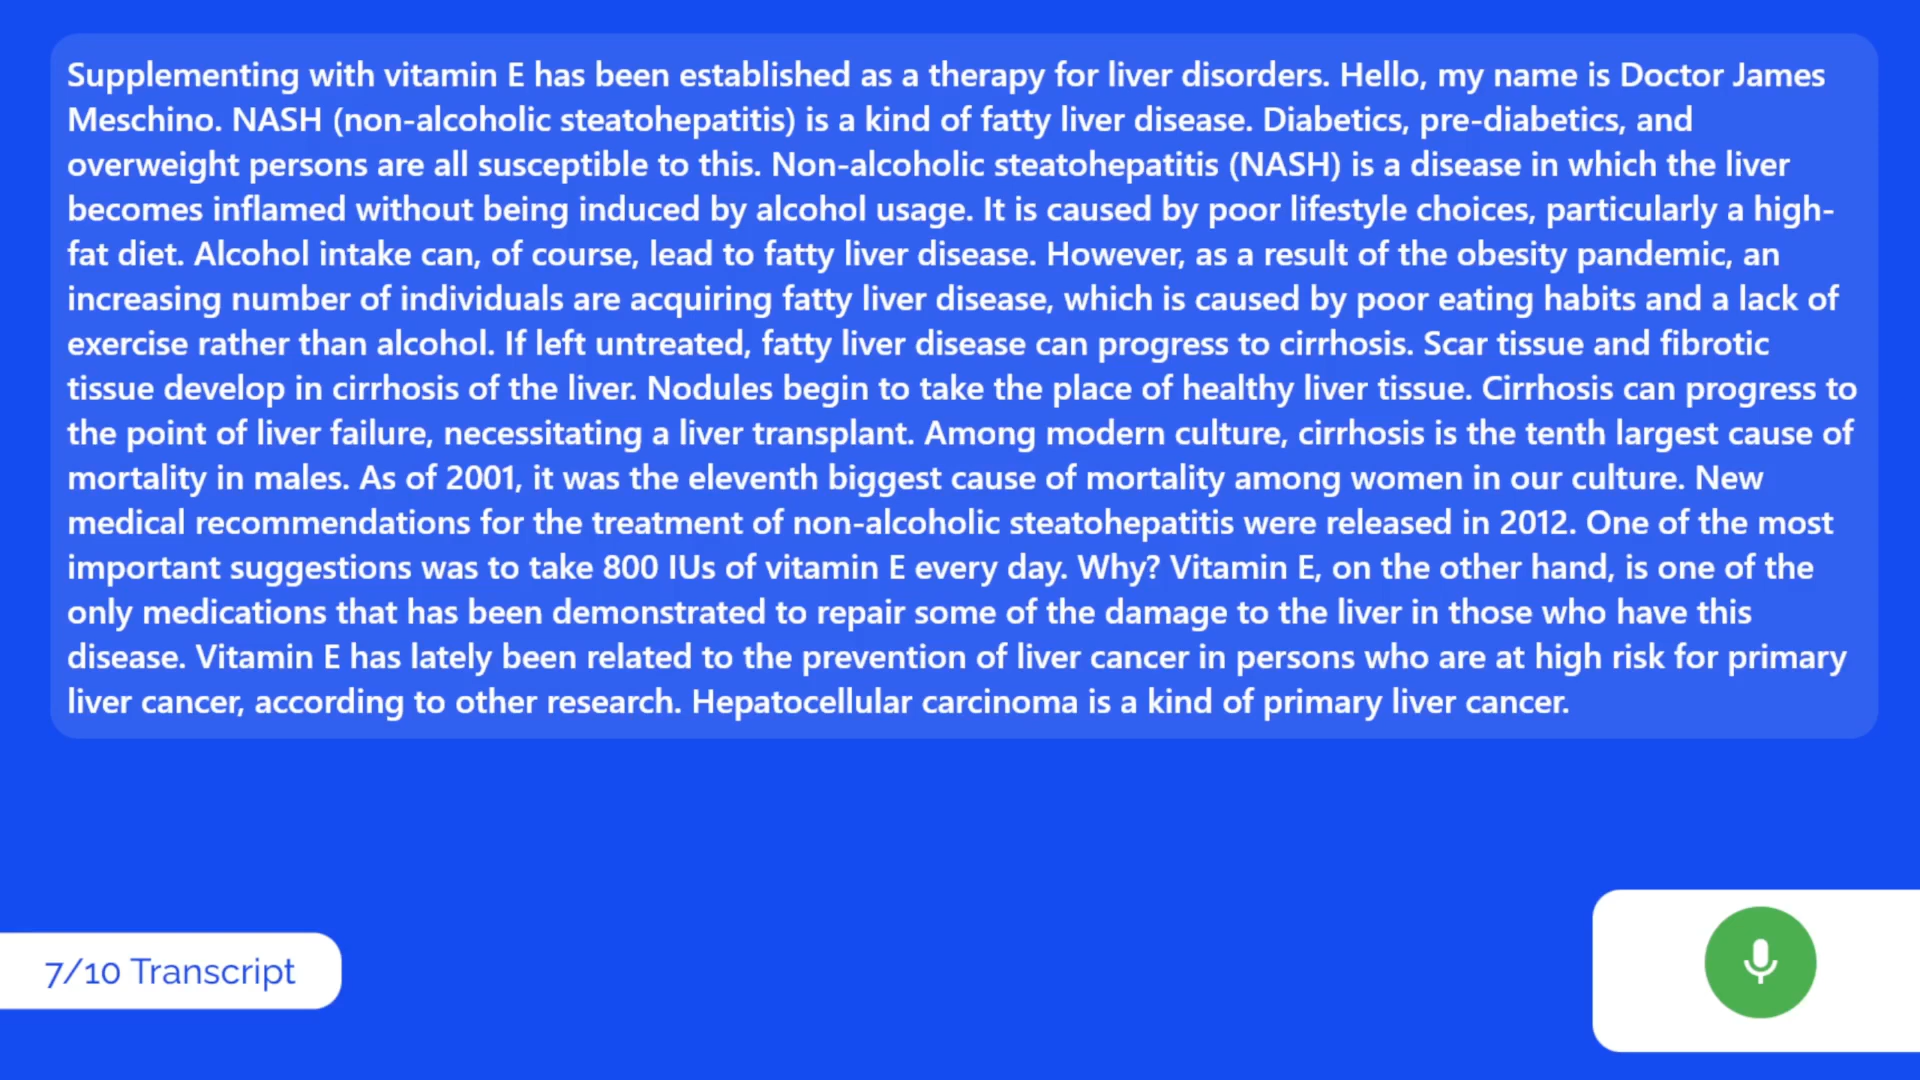 Supplementing with vitamin E has been established as a therapy for liver disorders. Hello, my name is Doctor James
Meschino. NASH (non-alcoholic steatohepatitis) is a kind of fatty liver disease. Diabetics, pre-diabetics, and
overweight persons are all susceptible to this. Non-alcoholic steatohepatitis (NASH) is a disease in which the liver
becomes inflamed without being induced by alcohol usage. It is caused by poor lifestyle choices, particularly a high-
fat diet. Alcohol intake can, of course, lead to fatty liver disease. However, as a result of the obesity pandemic, an
increasing number of individuals are acquiring fatty liver disease, which is caused by poor eating habits and a lack of
exercise rather than alcohol. If left untreated, fatty liver disease can progress to cirrhosis. Scar tissue and fibrotic
tissue develop in cirrhosis of the liver. Nodules begin to take the place of healthy liver tissue. Cirrhosis can progress to
the point of liver failure, necessitating a liver transplant. Among modern culture, cirrhosis is the tenth largest cause of
mortality in males. As of 2001, it was the eleventh biggest cause of mortality among women in our culture. New
medical recommendations for the treatment of non-alcoholic steatohepatitis were released in 2012. One of the most
important suggestions was to take 800 IUs of vitamin E every day. Why? Vitamin E, on the other hand, is one of the
only medications that has been demonstrated to repair some of the damage to the liver in those who have this
disease. Vitamin E has lately been related to the prevention of liver cancer in persons who are at high risk for primary
liver cancer, according to other research. Hepatocellular carcinoma is a kind of primary liver cancer.
7/10 Transcript